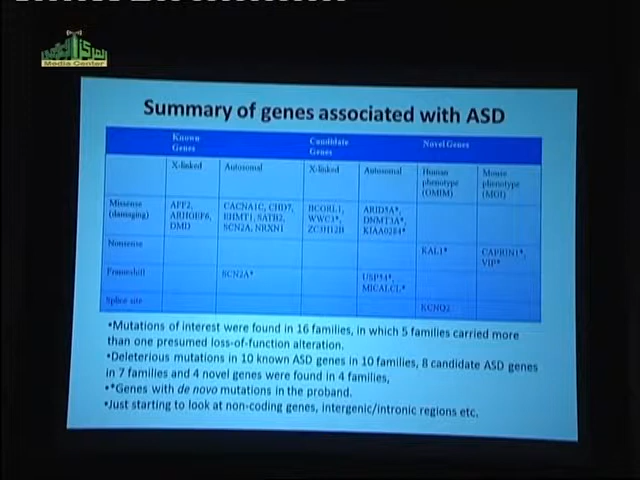 المركز الإعلامي
Media Center
Summary of genes associated with ASD
Known Genes | Candidate Genes | Novel Genes
X-linked | Autosomal | X-linked | Autosomal | Human phenotype (OMIM) | Mouse phenotype (MGI)
Missense (damaging) | AFF2, ARHGEF6, DMD | CACNA1C, CHD7, EHMT1, SATB2, SCN2A, NRXN1 | BCORL1, WWC3*, ZC3H12B | ARID5A*, DNMT3A*, KIAA0284*
Nonsense | KAL1* | CAPRIN1*, VIP*
Frameshift | SCN2A* | USP54*, MICALCL*
Splice site | KCNQ2
•Mutations of interest were found in 16 families, in which 5 families carried more
than one presumed loss-of-function alteration.
•Deleterious mutations in 10 known ASD genes in 10 families, 8 candidate ASD genes
in 7 families and 4 novel genes were found in 4 families,
•*Genes with de novo mutations in the proband.
•Just starting to look at non-coding genes, intergenic/intronic regions etc.